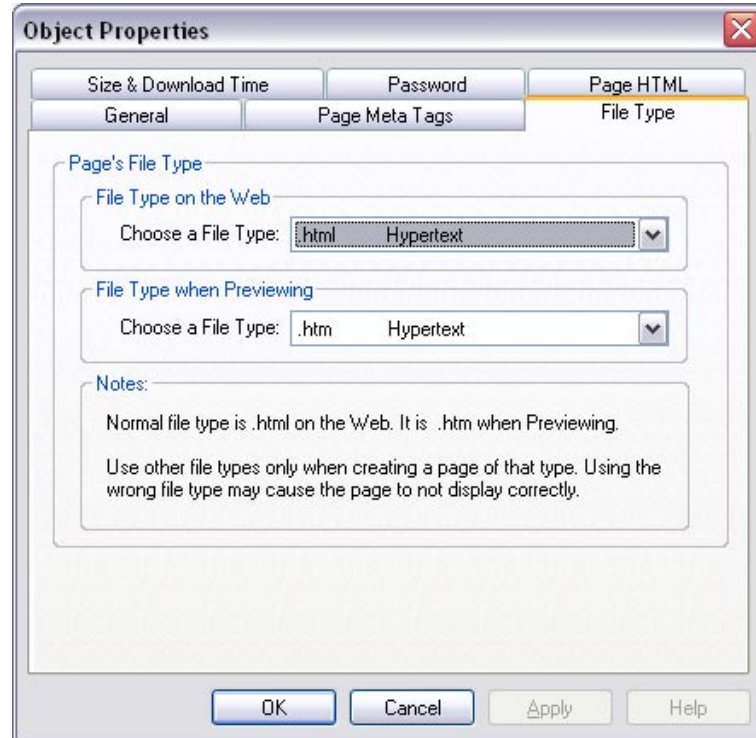 Object Properties
Size & Download Time Password Page HTML
General Page Meta Tags File Type
Page's File Type
File Type on the Web
Choose a File Type: .html Hypertext
File Type when Previewing
Choose a File Type: .htm Hypertext
Notes:
Normal file type is .html on the Web. It is .htm when Previewing.
Use other file types only when creating a page of that type. Using the
wrong file type may cause the page to not display correctly.
OK Cancel Apply Help